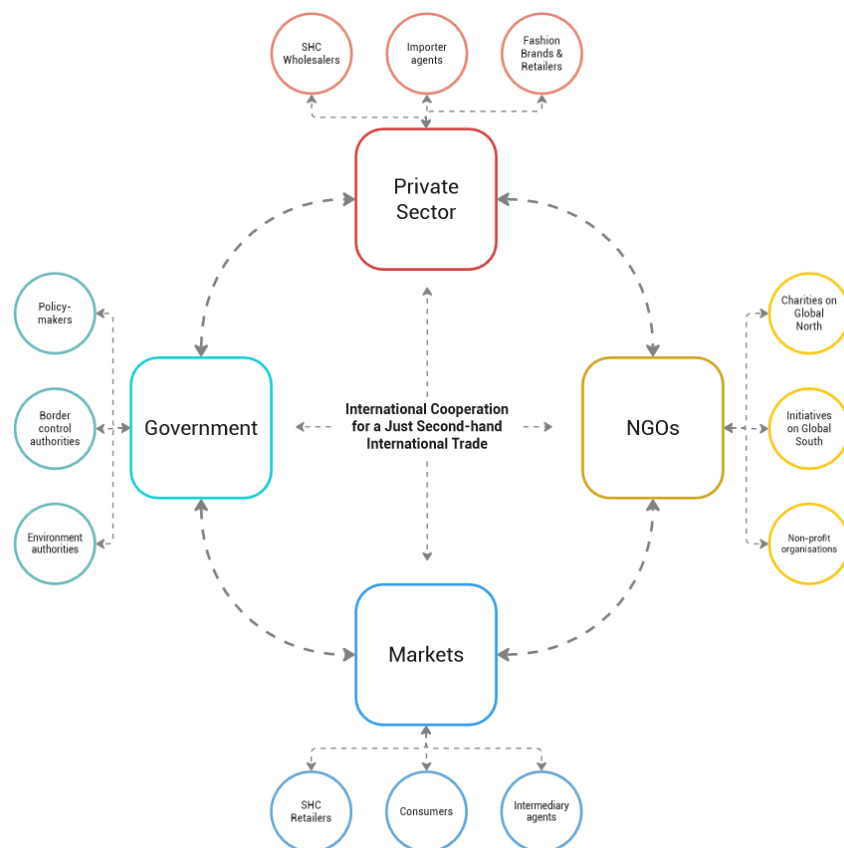 SHC
Wholesalers
Importer
agents
Fashion
Brands &
Retailers
Private
Sector
Policy-
makers
Border
control
authorities
Environment
authorities
Government
International Cooperation
for a Just Second-hand
International Trade
NGOs
Charities on
Global
North
Initiatives
on Global
South
Non-profit
organisations
Markets
SHC
Retailers
Consumers
Intermediary
agents